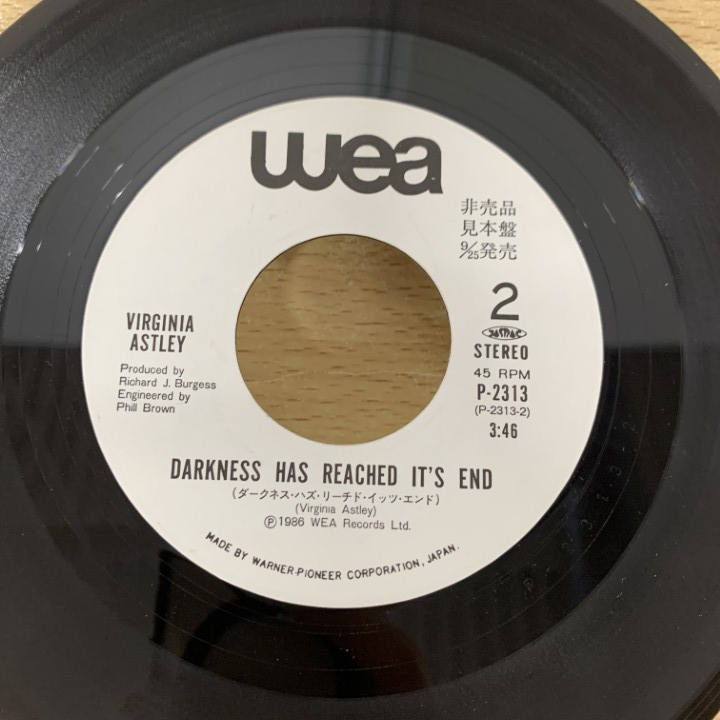 wea
非売品
見本盤
9/25発売
2
JASRAC
STEREO
45 RPM
P-2313
(P-2313-2)
3:46
VIRGINIA
ASTLEY
Produced by
Richard J. Burgess
Engineered by
Phill Brown
DARKNESS HAS REACHED IT'S END
(ダークネス・ハズ・リーチド・イッツ・エンド)
(Virginia Astley)
Ⓟ1986 WEA Records Ltd.
MADE BY WARNER-PIONEER CORPORATION, JAPAN.